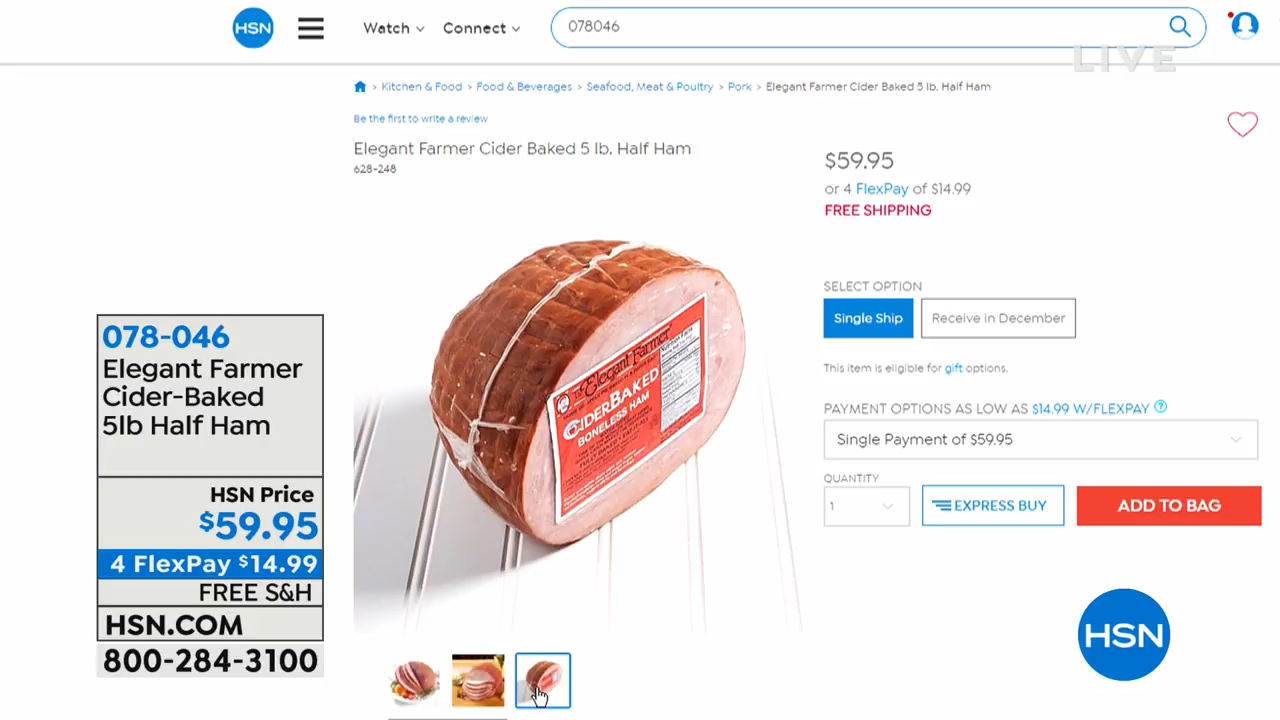 HSN
Watch
Connect
078046
LIVE
> Kitchen & Food > Food & Beverages > Seafood, Meat & Poultry > Pork > Elegant Farmer Cider Baked 5 lb. Half Ham
Be the first to write a review
Elegant Farmer Cider Baked 5 lb. Half Ham
628-248
$59.95
or 4 FlexPay of $14.99
FREE SHIPPING
SELECT OPTION
Single Ship
Receive in December
This item is eligible for gift options.
PAYMENT OPTIONS AS LOW AS $14.99 W/FLEXPAY ?
Single Payment of $59.95
QUANTITY
1
EXPRESS BUY
ADD TO BAG
The Elegant Farmer
CIDERBAKED
BONELESS HAM
Nutrition Facts
078-046
Elegant Farmer
Cider-Baked
5lb Half Ham
HSN Price
$59.95
4 FlexPay $14.99
FREE S&H
HSN.COM
800-284-3100
HSN